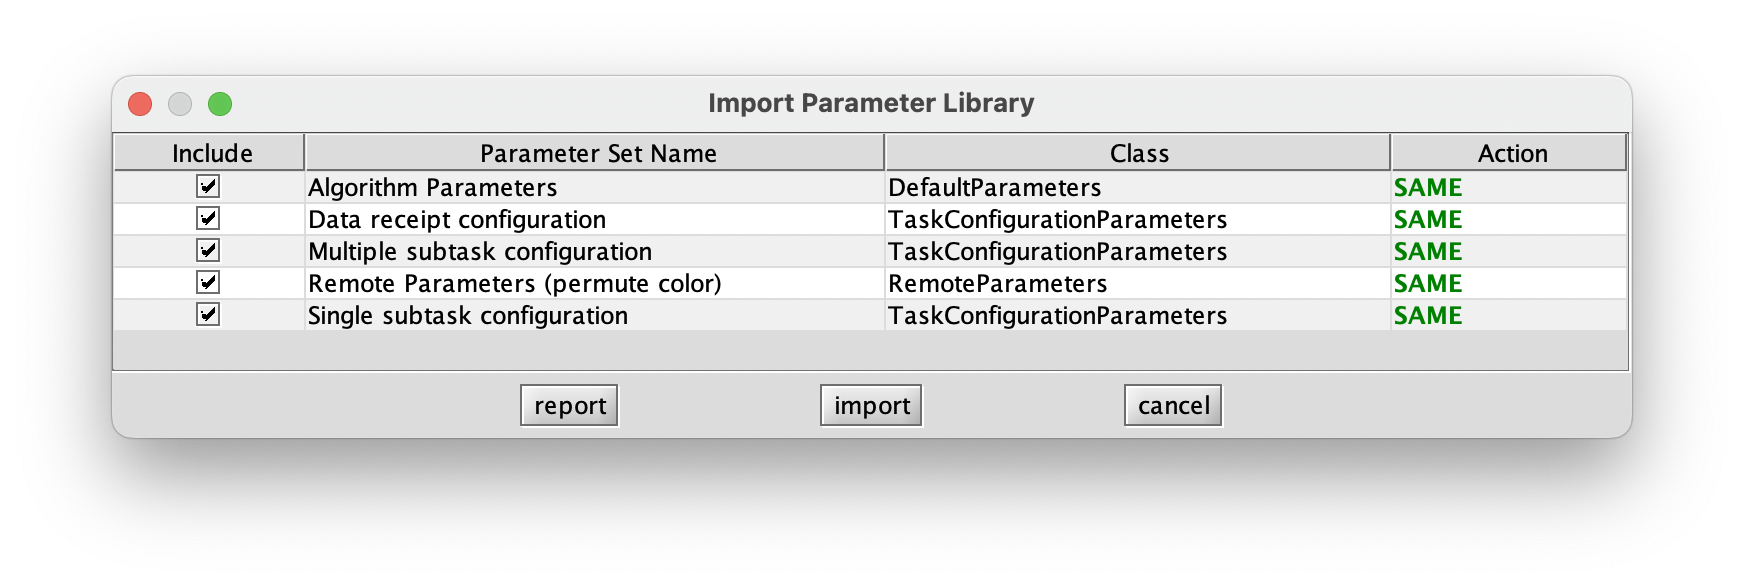 Import Parameter Library
Include Parameter Set Name Class Action
Algorithm Parameters DefaultParameters SAME
Data receipt configuration TaskConfigurationParameters SAME
Multiple subtask configuration TaskConfigurationParameters SAME
Remote Parameters (permute color) RemoteParameters SAME
Single subtask configuration TaskConfigurationParameters SAME
report import cancel